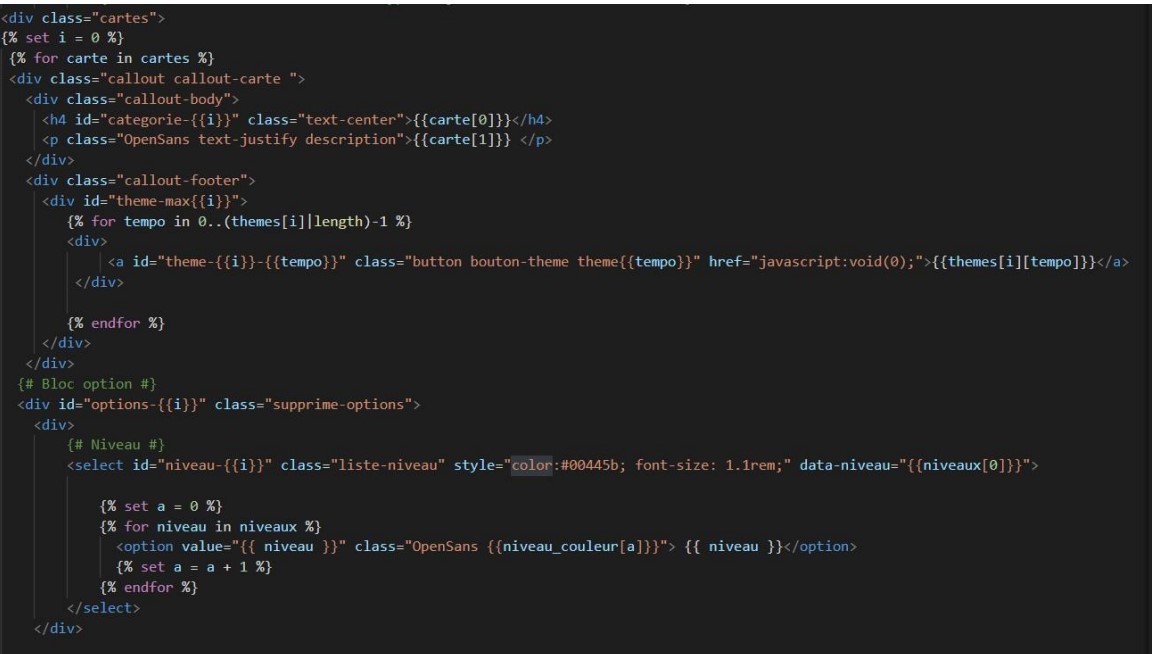 <div class="cartes">
{% set i = 0 %}
{% for carte in cartes %}
<div class="callout callout-carte ">
<div class="callout-body">
<h4 id="categorie-{{i}}" class="text-center">{{carte[0]}}</h4>
<p class="OpenSans text-justify description">{{carte[1]}} </p>
</div>
<div class="callout-footer">
<div id="theme-max{{i}}">
{% for tempo in 0..(themes[i]|length)-1 %}
<div>
<a id="theme-{{i}}-{{tempo}}" class="button bouton-theme theme{{tempo}}" href="javascript:void(0);">{{themes[i][tempo]}}</a>
</div>
{% endfor %}
</div>
</div>
{# Bloc option #}
<div id="options-{{i}}" class="supprime-options">
<div>
{# Niveau #}
<select id="niveau-{{i}}" class="liste-niveau" style="color:#00445b; font-size: 1.1rem;" data-niveau="{{niveaux[0]}}">
{% set a = 0 %}
{% for niveau in niveaux %}
<option value="{{ niveau }}" class="OpenSans {{niveau_couleur[a]}}"> {{ niveau }}</option>
{% set a = a + 1 %}
{% endfor %}
</select>
</div>